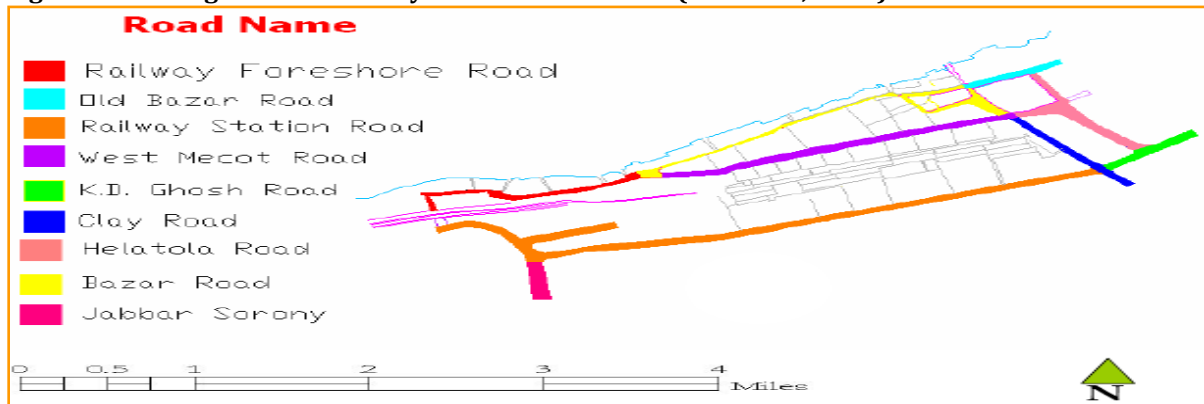 Road Name
Railway Foreshore Road
Old Bazar Road
Railway Station Road
West Mecot Road
K.D. Ghosh Road
Clay Road
Helatola Road
Bazar Road
Jabbar Sorony
0 0.5 1 2 3 4
Miles
N